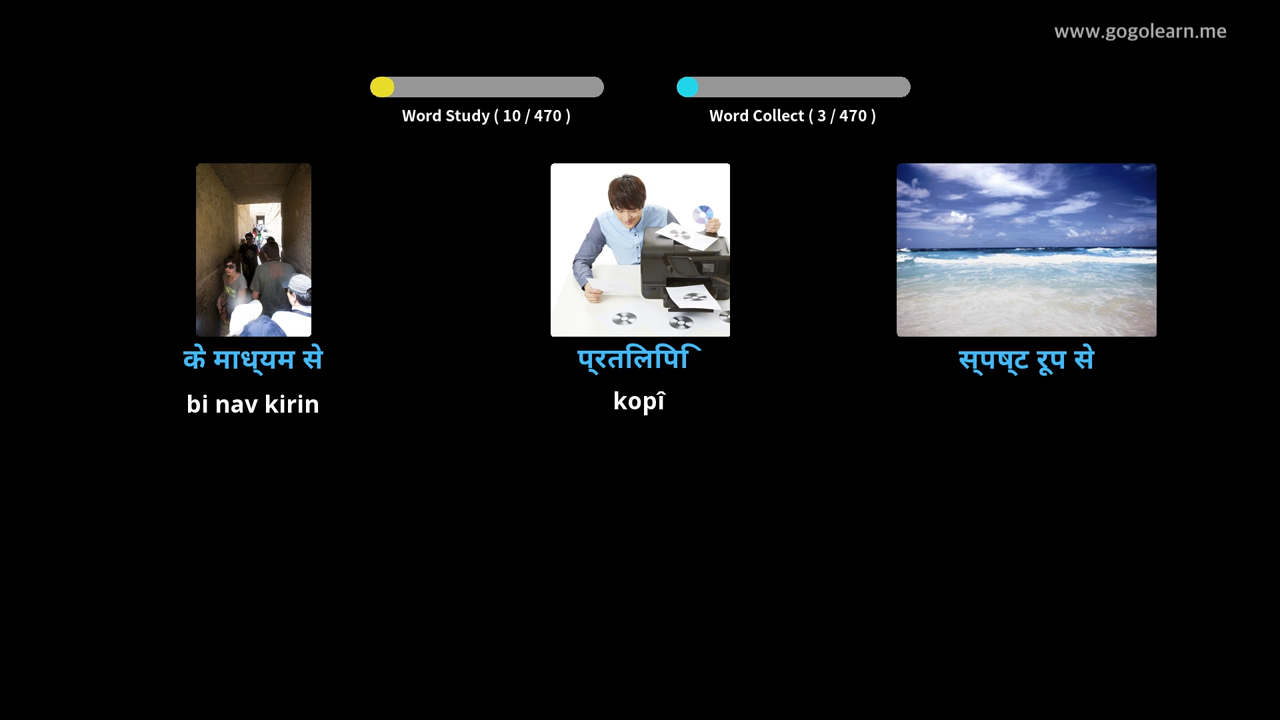 www.gogolearn.me
Word Study ( 10 / 470 )
Word Collect ( 3 / 470 )
के माध्यम से
प्रतलिपिि
स्पष्ट रूप से
bi nav kirin
kopî